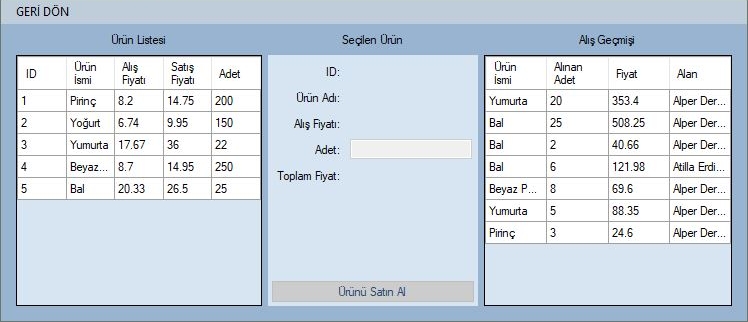 GERİ DÖN
Ürün Listesi
ID Ürün İsmi Alış Fiyatı Satış Fiyatı Adet
1 Pirinç 8.2 14.75 200
2 Yoğurt 6.74 9.95 150
3 Yumurta 17.67 36 22
4 Beyaz... 8.7 14.95 250
5 Bal 20.33 26.5 25
Seçilen Ürün
ID:
Ürün Adı:
Alış Fiyatı:
Adet:
Toplam Fiyat:
Ürünü Satın Al
Alış Geçmişi
Ürün İsmi Alınan Adet Fiyat Alan
Yumurta 20 353.4 Alper Der...
Bal 25 508.25 Alper Der...
Bal 2 40.66 Alper Der...
Bal 6 121.98 Atilla Erdi...
Beyaz P... 8 69.6 Alper Der...
Yumurta 5 88.35 Alper Der...
Pirinç 3 24.6 Alper Der...